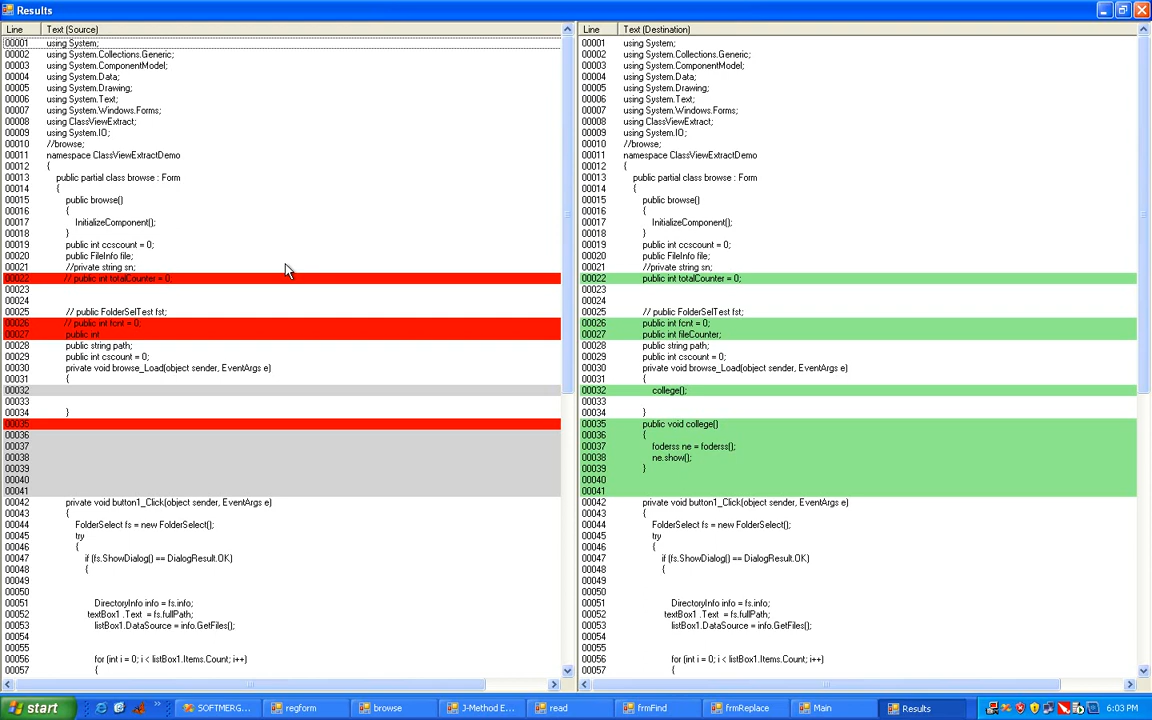 Results
Line Text (Source)
00001 using System;
00002 using System.Collections.Generic;
00003 using System.ComponentModel;
00004 using System.Data;
00005 using System.Drawing;
00006 using System.Text;
00007 using System.Windows.Forms;
00008 using ClassViewExtract;
00009 using System.IO;
00010 //browse;
00011 namespace ClassViewExtractDemo
00012 {
00013 public partial class browse : Form
00014 {
00015 public browse()
00016 {
00017 InitializeComponent();
00018 }
00019 public int ccscount = 0;
00020 public FileInfo file;
00021 //private string sn;
00022 // public int totalCounter = 0;
00023
00024
00025 // public FolderSelTest fst;
00026 // public int fcnt = 0;
00027 public int
00028 public string path;
00029 public int cscount = 0;
00030 private void browse_Load(object sender, EventArgs e)
00031 {
00032
00033
00034 }
00035
00036
00037
00038
00039
00040
00041
00042 private void button1_Click(object sender, EventArgs e)
00043 {
00044 FolderSelect fs = new FolderSelect();
00045 try
00046 {
00047 if (fs.ShowDialog() == DialogResult.OK)
00048 {
00049
00050
00051 DirectoryInfo info = fs.info;
00052 textBox1 .Text = fs.fullPath;
00053 listBox1.DataSource = info.GetFiles();
00054
00055
00056 for (int i = 0; i < listBox1.Items.Count; i++)
00057 {
Line Text (Destination)
00001 using System;
00002 using System.Collections.Generic;
00003 using System.ComponentModel;
00004 using System.Data;
00005 using System.Drawing;
00006 using System.Text;
00007 using System.Windows.Forms;
00008 using ClassViewExtract;
00009 using System.IO;
00010 //browse;
00011 namespace ClassViewExtractDemo
00012 {
00013 public partial class browse : Form
00014 {
00015 public browse()
00016 {
00017 InitializeComponent();
00018 }
00019 public int ccscount = 0;
00020 public FileInfo file;
00021 //private string sn;
00022 public int totalCounter = 0;
00023
00024
00025 // public FolderSelTest fst;
00026 public int fcnt = 0;
00027 public int fileCounter;
00028 public string path;
00029 public int cscount = 0;
00030 private void browse_Load(object sender, EventArgs e)
00031 {
00032 college();
00033
00034 }
00035 public void college()
00036 {
00037 foderss ne = foderss();
00038 ne.show();
00039 }
00040
00041
00042 private void button1_Click(object sender, EventArgs e)
00043 {
00044 FolderSelect fs = new FolderSelect();
00045 try
00046 {
00047 if (fs.ShowDialog() == DialogResult.OK)
00048 {
00049
00050
00051 DirectoryInfo info = fs.info;
00052 textBox1 .Text = fs.fullPath;
00053 listBox1.DataSource = info.GetFiles();
00054
00055
00056 for (int i = 0; i < listBox1.Items.Count; i++)
00057 {
start SOFTMERG... regform browse J-Method E... read frmFind frmReplace Main Results 6:03 PM